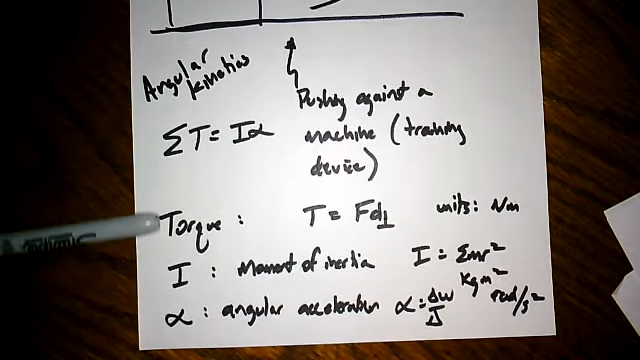 Angular
kinetics
Pushing against a
machine (training
device)
ΣT = Iα
Torque : T = Fd⊥ units: Nm
I : Moment of inertia I = Σmr² kgm²
α : angular acceleration α = Δω rad/s²